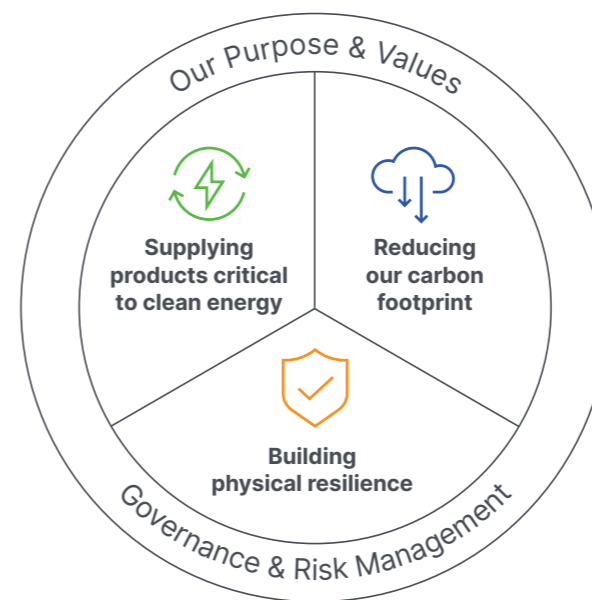 Our Purpose & Values
Supplying
products critical
to clean energy
Reducing
our carbon
footprint
Building
physical resilience
Governance & Risk Management